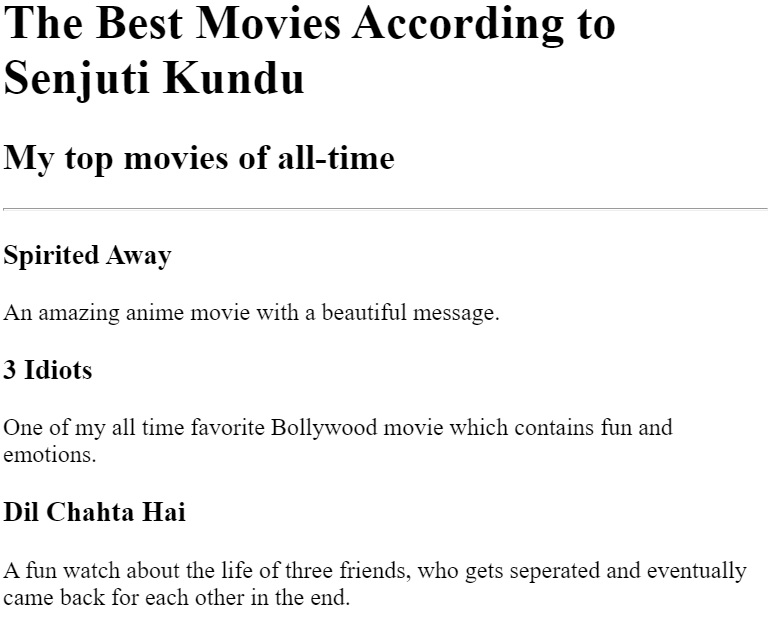 The Best Movies According to
Senjuti Kundu
My top movies of all-time
Spirited Away
An amazing anime movie with a beautiful message.
3 Idiots
One of my all time favorite Bollywood movie which contains fun and
emotions.
Dil Chahta Hai
A fun watch about the life of three friends, who gets seperated and eventually
came back for each other in the end.